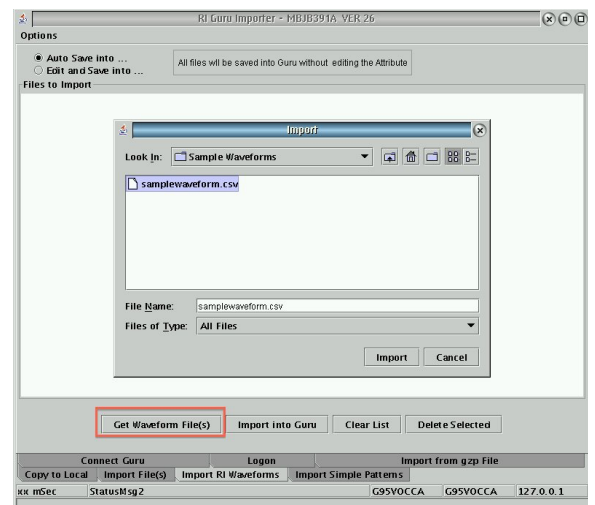 RI Guru Importer - MBJB391A VER 26
Options
Auto Save into ...
Edit and Save into ...
All files wll be saved into Guru without editing the Attribute
Files to Import
Import
Look In: Sample Waveforms
samplewaveform.csv
File Name: samplewaveform.csv
Files of Type: All Files
Import Cancel
Get Waveform File(s) Import into Guru Clear List Delete Selected
Connect Guru Logon Import from gzp File
Copy to Local Import File(s) Import RI Waveforms Import Simple Patterns
xx mSec StatusMsg2 G95V0CCA G95V0CCA 127.0.0.1